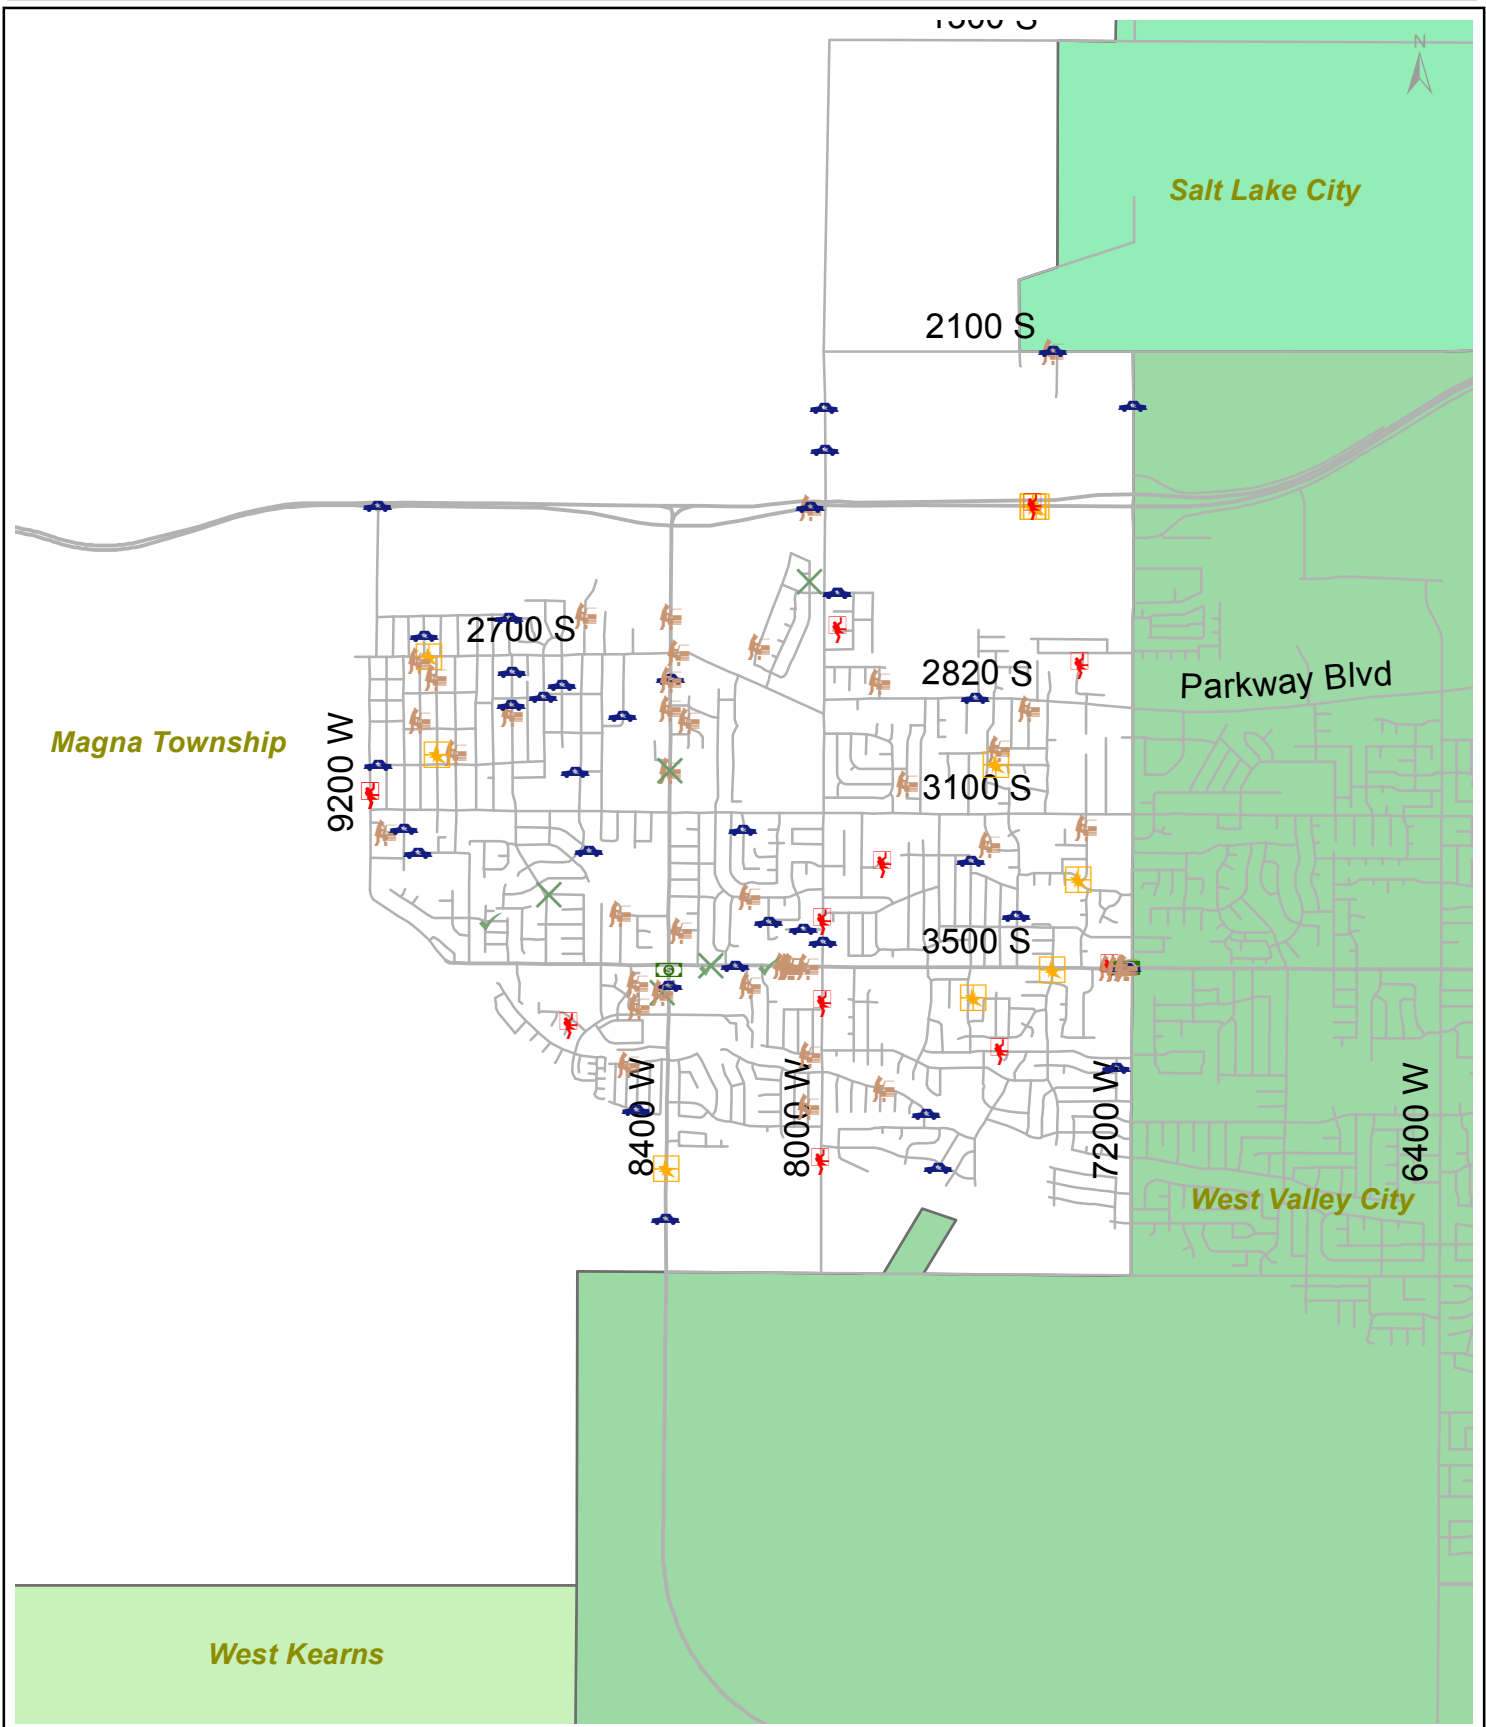 N
Salt Lake City
2100 S
2700 S
2820 S
Parkway Blvd
Magna Township
9200 W
3100 S
3500 S
8400 W
8000 W
7200 W
6400 W
West Valley City
West Kearns